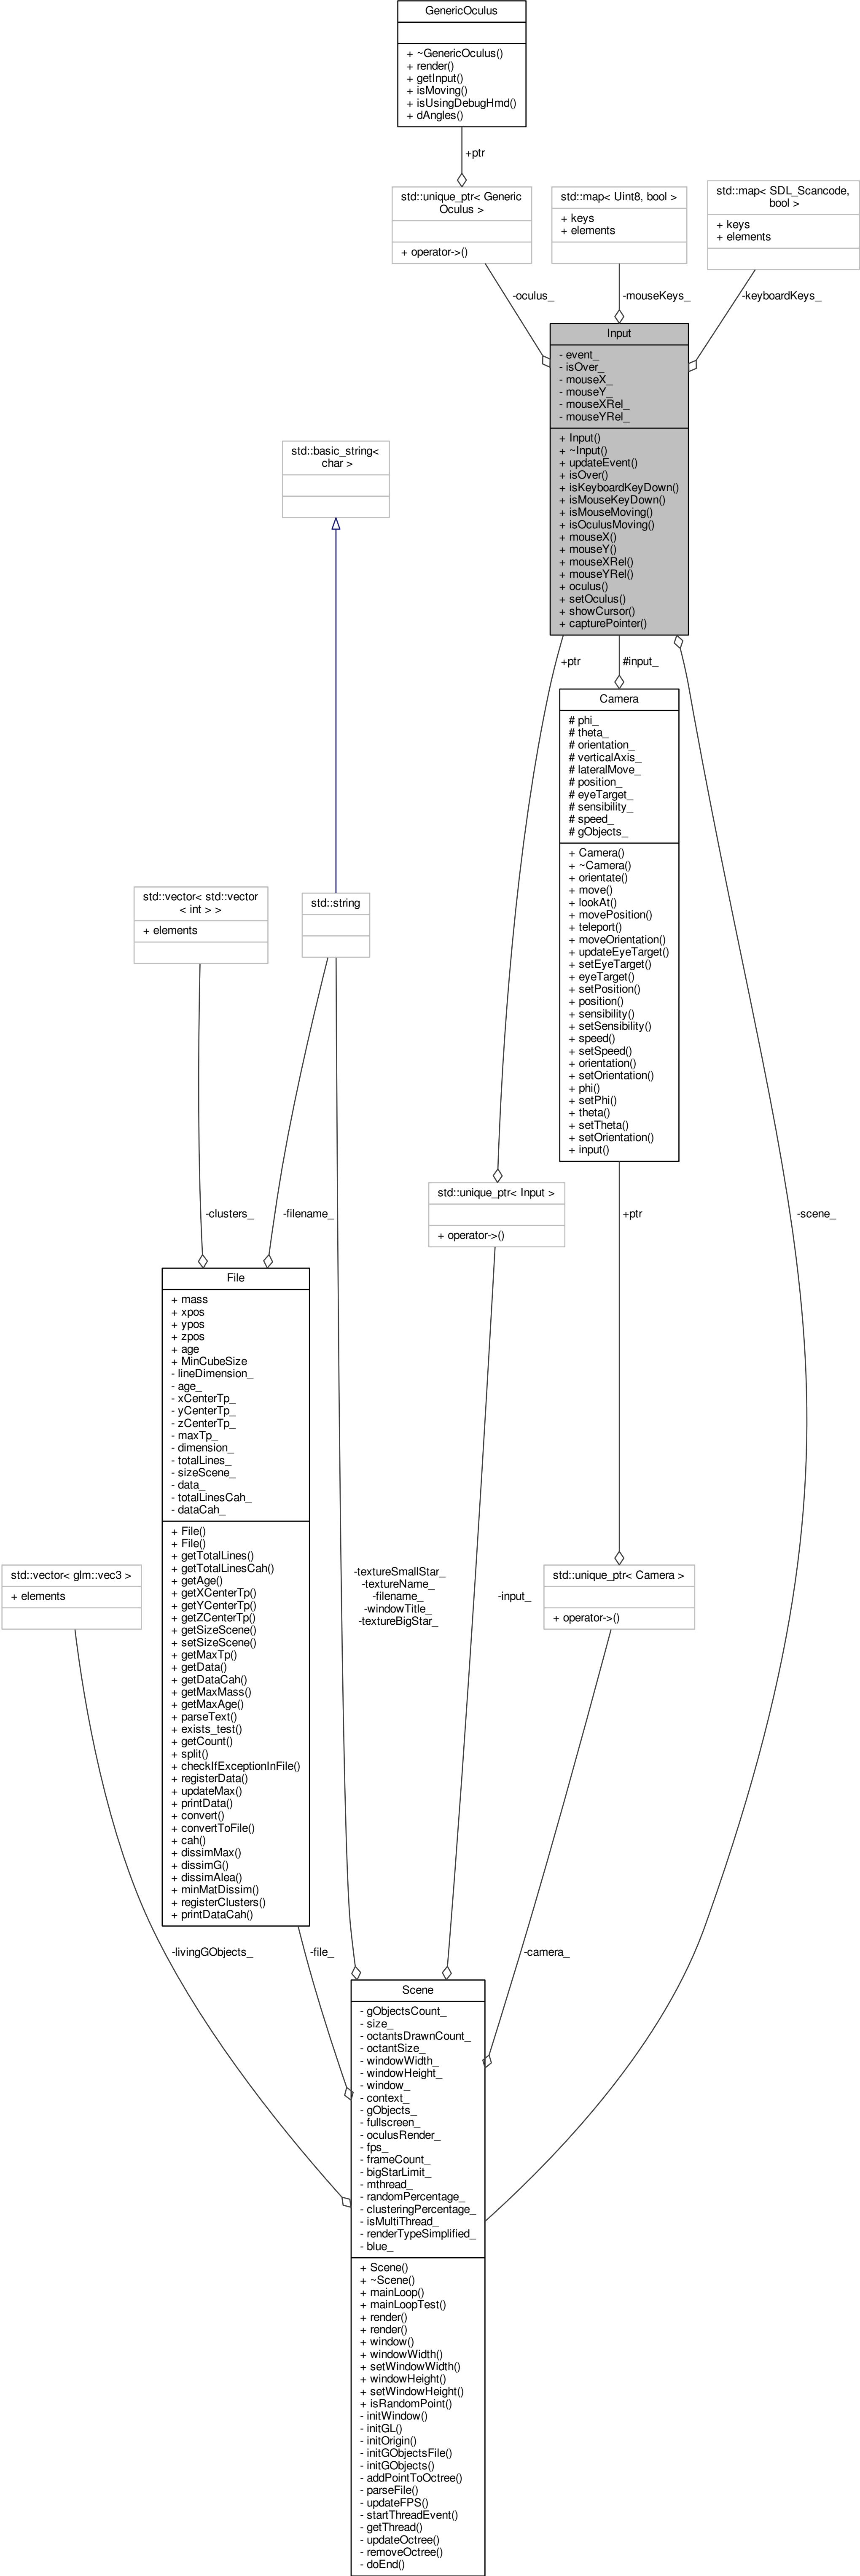 GenericOculus
+ ~GenericOculus()
+ render()
+ getInput()
+ isMoving()
+ isUsingDebugHmd()
+ dAngles()
+ptr
std::unique_ptr< Generic
Oculus >
+ operator->()
std::map< Uint8, bool >
+ keys
+ elements
std::map< SDL_Scancode,
bool >
+ keys
+ elements
-oculus_
-mouseKeys_
-keyboardKeys_
Input
- event_
- isOver_
- mouseX_
- mouseY_
- mouseXRel_
- mouseYRel_
+ Input()
+ ~Input()
+ updateEvent()
+ isOver()
+ isKeyboardKeyDown()
+ isMouseKeyDown()
+ isMouseMoving()
+ isOculusMoving()
+ mouseX()
+ mouseY()
+ mouseXRel()
+ mouseYRel()
+ oculus()
+ setOculus()
+ showCursor()
+ capturePointer()
std::basic_string<
char >
+ptr
#input_
Camera
# phi_
# theta_
# orientation_
# verticalAxis_
# lateralMove_
# position_
# eyeTarget_
# sensibility_
# speed_
# gObjects_
+ Camera()
+ ~Camera()
+ orientate()
+ move()
+ lookAt()
+ movePosition()
+ teleport()
+ moveOrientation()
+ updateEyeTarget()
+ setEyeTarget()
+ eyeTarget()
+ setPosition()
+ position()
+ sensibility()
+ setSensibility()
+ speed()
+ setSpeed()
+ orientation()
+ setOrientation()
+ phi()
+ setPhi()
+ theta()
+ setTheta()
+ setOrientation()
+ input()
std::vector< std::vector
< int > >
+ elements
std::string
-clusters_
-filename_
std::unique_ptr< Input >
+ operator->()
+ptr
-scene_
File
+ mass
+ xpos
+ ypos
+ zpos
+ age
+ MinCubeSize
- lineDimension_
- age_
- xCenterTp_
- yCenterTp_
- zCenterTp_
- maxTp_
- dimension_
- totalLines_
- sizeScene_
- data_
- totalLinesCah_
- dataCah_
+ File()
+ File()
+ getTotalLines()
+ getTotalLinesCah()
+ getAge()
+ getXCenterTp()
+ getYCenterTp()
+ getZCenterTp()
+ getSizeScene()
+ setSizeScene()
+ getMaxTp()
+ getData()
+ getDataCah()
+ getMaxMass()
+ getMaxAge()
+ parseText()
+ exists_test()
+ getCount()
+ split()
+ checkIfExceptionInFile()
+ registerData()
+ updateMax()
+ printData()
+ convert()
+ convertToFile()
+ cah()
+ dissimMax()
+ dissimG()
+ dissimAlea()
+ minMatDissim()
+ registerClusters()
+ printDataCah()
std::vector< glm::vec3 >
+ elements
-textureSmallStar_
-textureName_
-filename_
-windowTitle_
-textureBigStar_
-input_
std::unique_ptr< Camera >
+ operator->()
-livingGObjects_
-file_
-camera_
Scene
- gObjectsCount_
- size_
- octantsDrawnCount_
- octantSize_
- windowWidth_
- windowHeight_
- window_
- context_
- gObjects_
- fullscreen_
- oculusRender_
- fps_
- frameCount_
- bigStarLimit_
- mthread_
- randomPercentage_
- clusteringPercentage_
- isMultiThread_
- renderTypeSimplified_
- blue_
+ Scene()
+ ~Scene()
+ mainLoop()
+ mainLoopTest()
+ render()
+ render()
+ window()
+ windowWidth()
+ setWindowWidth()
+ windowHeight()
+ setWindowHeight()
+ isRandomPoint()
- initWindow()
- initGL()
- initOrigin()
- initGObjectsFile()
- initGObjects()
- addPointToOctree()
- parseFile()
- updateFPS()
- startThreadEvent()
- getThread()
- updateOctree()
- removeOctree()
- doEnd()